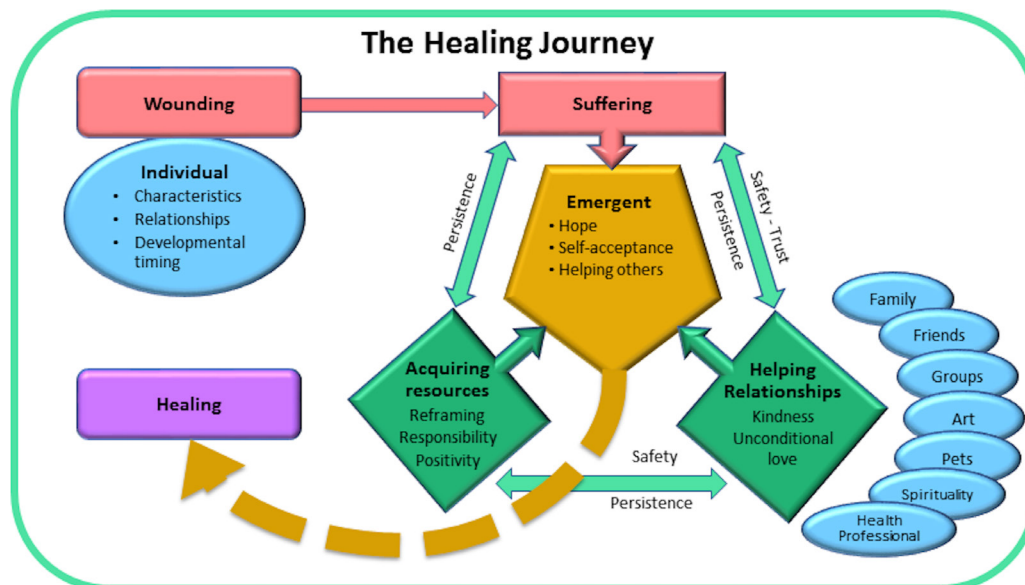 The Healing Journey
Wounding
Suffering
Individual
• Characteristics
• Relationships
• Developmental
timing
Persistence
Emergent
• Hope
• Self-acceptance
• Helping others
Safety - Trust
Persistence
Family
Friends
Groups
Art
Pets
Spirituality
Health
Professional
Healing
Acquiring
resources
Reframing
Responsibility
Positivity
Helping
Relationships
Kindness
Unconditional
love
Safety
Persistence